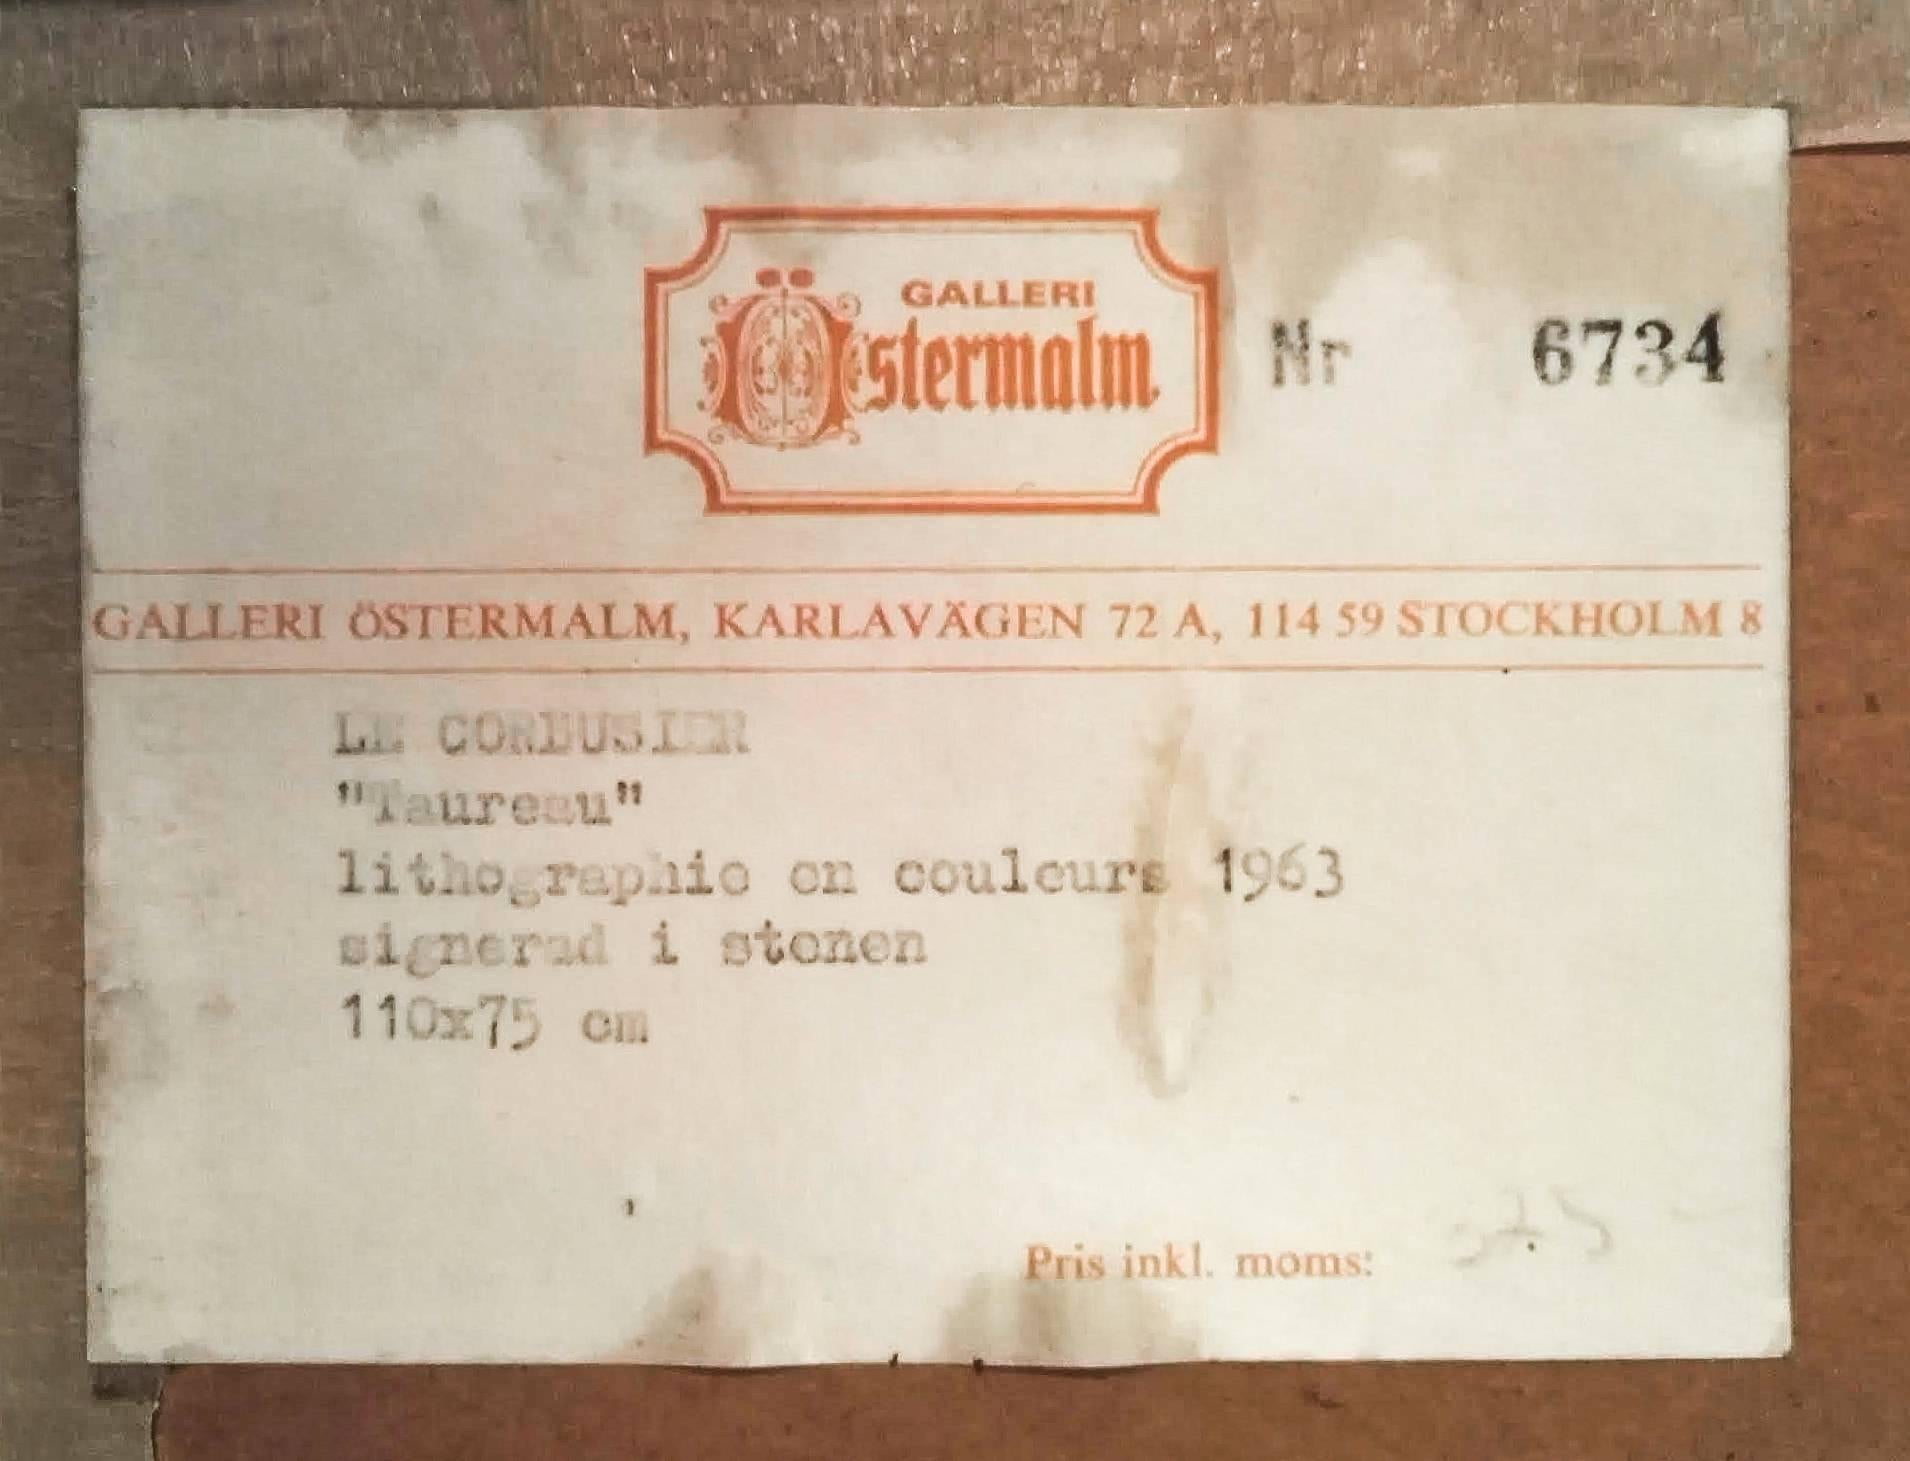 GALLERI
Östermalm
Nr 6734
GALLERI ÖSTERMALM, KARLAVÄGEN 72 A, 114 59 STOCKHOLM 8
LE CORBUSIER
"Taureau"
lithographie en couleurs 1963
signerad i stenen
110x75 cm
Pris inkl. moms: